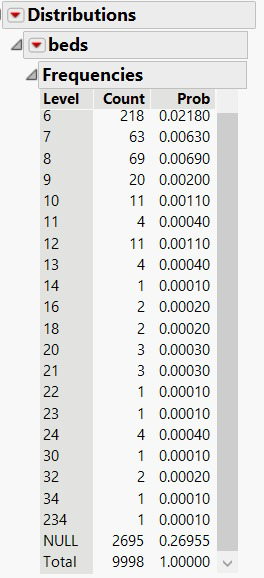 Distributions
beds
Frequencies
Level Count Prob
6 218 0.02180
7 63 0.00630
8 69 0.00690
9 20 0.00200
10 11 0.00110
11 4 0.00040
12 11 0.00110
13 4 0.00040
14 1 0.00010
16 2 0.00020
18 2 0.00020
20 3 0.00030
21 3 0.00030
22 1 0.00010
23 1 0.00010
24 4 0.00040
30 1 0.00010
32 2 0.00020
34 1 0.00010
234 1 0.00010
NULL 2695 0.26955
Total 9998 1.00000